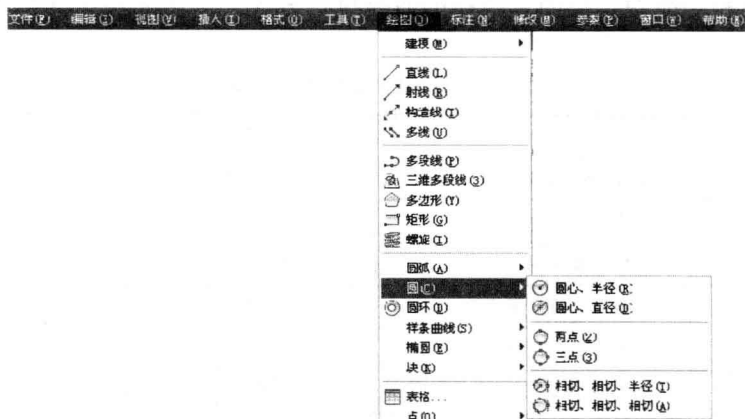 文件(F) 编辑(E) 视图(V) 插入(I) 格式(O) 工具(T) 绘图(D) 标注(N) 修改(M) 参数(P) 窗口(W) 帮助(H)
建模(M)
直线(L)
射线(R)
构造线(T)
多线(U)
多段线(P)
三维多段线(3)
多边形(Y)
矩形(G)
螺旋(I)
圆弧(A)
圆(C)
圆心、半径(R)
圆环(D)
圆心、直径(D)
样条曲线(S)
两点(2)
椭圆(E)
三点(3)
块(K)
相切、相切、半径(T)
表格...
相切、相切、相切(A)
点(O)